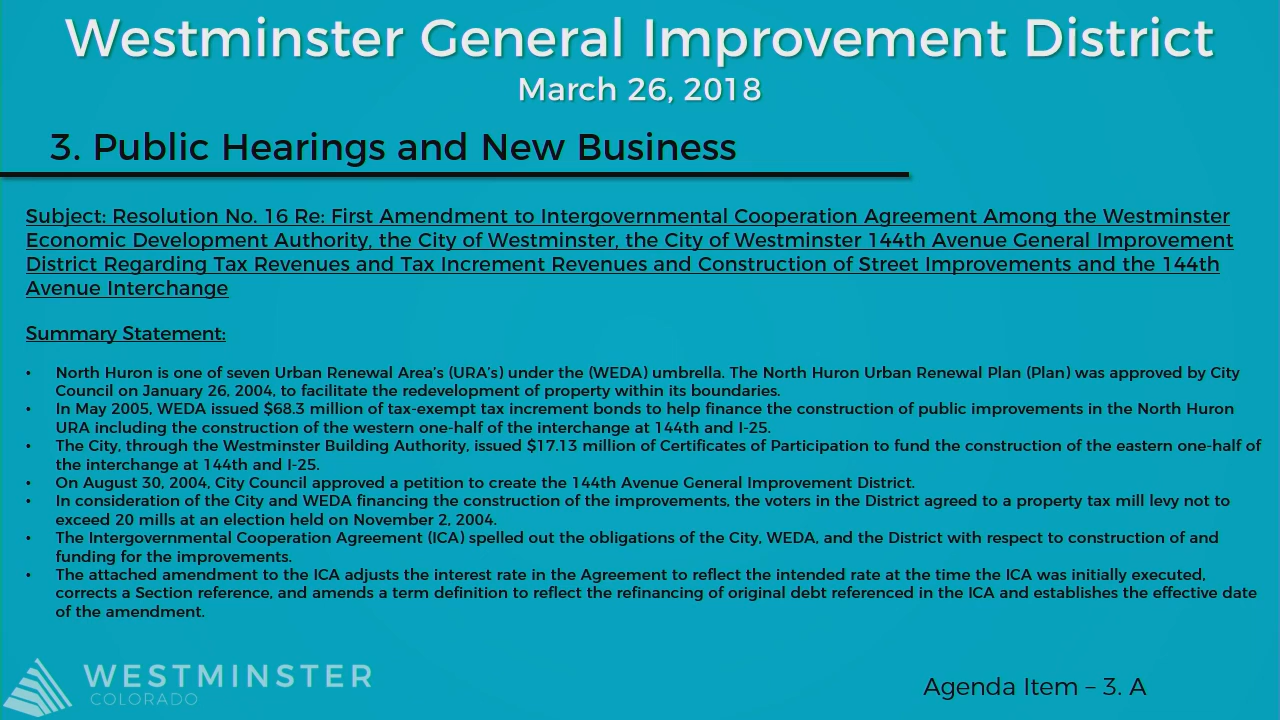 Westminster General Improvement District
March 26, 2018
3. Public Hearings and New Business
Subject: Resolution No. 16 Re: First Amendment to Intergovernmental Cooperation Agreement Among the Westminster
Economic Development Authority, the City of Westminster, the City of Westminster 144th Avenue General Improvement
District Regarding Tax Revenues and Tax Increment Revenues and Construction of Street Improvements and the 144th
Avenue Interchange
Summary Statement:
• North Huron is one of seven Urban Renewal Area's (URA's) under the (WEDA) umbrella. The North Huron Urban Renewal Plan (Plan) was approved by City
Council on January 26, 2004, to facilitate the redevelopment of property within its boundaries.
• In May 2005, WEDA issued $68.3 million of tax-exempt tax increment bonds to help finance the construction of public improvements in the North Huron
URA including the construction of the western one-half of the interchange at 144th and I-25.
• The City, through the Westminster Building Authority, issued $17.13 million of Certificates of Participation to fund the construction of the eastern one-half of
the interchange at 144th and I-25.
• On August 30, 2004, City Council approved a petition to create the 144th Avenue General Improvement District.
• In consideration of the City and WEDA financing the construction of the improvements, the voters in the District agreed to a property tax mill levy not to
exceed 20 mills at an election held on November 2, 2004.
• The Intergovernmental Cooperation Agreement (ICA) spelled out the obligations of the City, WEDA, and the District with respect to construction of and
funding for the improvements.
• The attached amendment to the ICA adjusts the interest rate in the Agreement to reflect the intended rate at the time the ICA was initially executed,
corrects a Section reference, and amends a term definition to reflect the refinancing of original debt referenced in the ICA and establishes the effective date
of the amendment.
WESTMINSTER
COLORADO
Agenda Item – 3. A